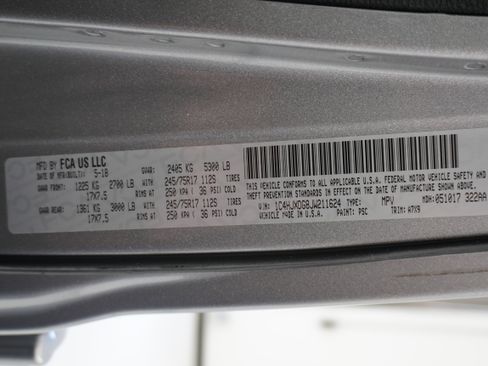 MFD BY FCA US LLC
DATE OF MFR(BUILT): 5-18 GVWR: 2405 KG 5300 LB
GAWR FRONT: 1225 KG 2700 LB WITH 245/75R17 112S TIRES
17X7.5 RIMS AT 250 KPA ( 36 PSI) COLD
GAWR REAR: 1361 KG 3000 LB WITH 245/75R17 112S TIRES
17X7.5 RIMS AT 250 KPA ( 36 PSI) COLD
THIS VEHICLE CONFORMS TO ALL APPLICABLE U.S.A. FEDERAL MOTOR VEHICLE SAFETY AND
THEFT PREVENTION STANDARDS IN EFFECT ON THE DATE OF MANUFACTURE SHOWN ABOVE.
VIN: 1C4HJXDG8JW211624 TYPE: MPV MDH: 051017 322AA
VEHICLE MADE IN PAINT: PSC TRIM: A7X9